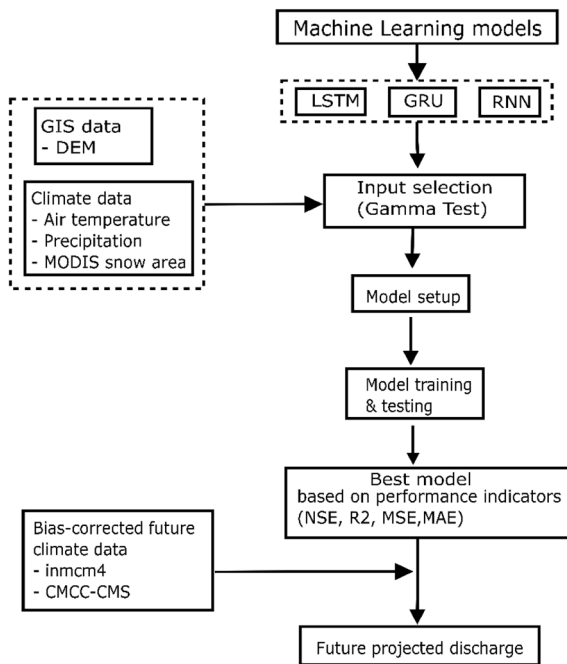 Machine Learning models
LSTM GRU RNN
GIS data
- DEM
Climate data
- Air temperature
- Precipitation
- MODIS snow area
Input selection
(Gamma Test)
Model setup
Model training
& testing
Best model
based on performance indicators
(NSE, R2, MSE,MAE)
Bias-corrected future
climate data
- inmcm4
- CMCC-CMS
Future projected discharge